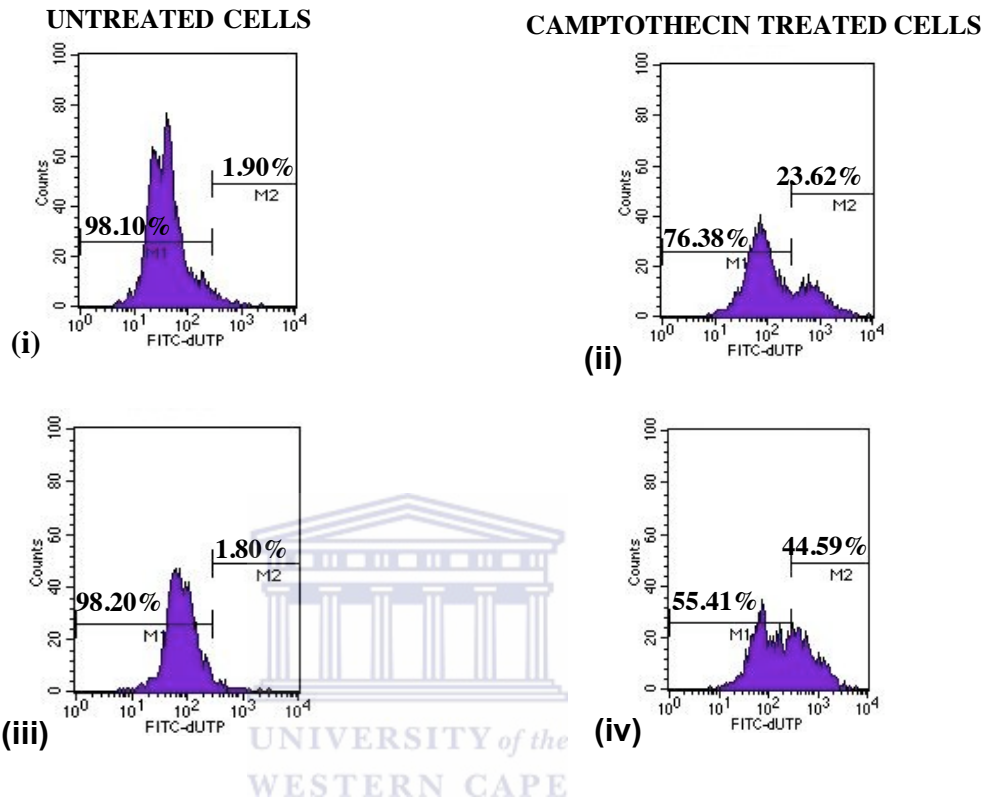 UNTREATED CELLS
CAMPTOTHECIN TREATED CELLS
100
80
60
40
20
0
Counts
98.10%
M1
1.90%
M2
10^0 10^1 10^2 10^3 10^4
FITC-dUTP
(i)
100
80
60
40
20
0
Counts
76.38%
M1
23.62%
M2
10^0 10^1 10^2 10^3 10^4
FITC-dUTP
(ii)
100
80
60
40
20
0
Counts
98.20%
M1
1.80%
M2
10^0 10^1 10^2 10^3 10^4
FITC-dUTP
(iii)
100
80
60
40
20
0
Counts
55.41%
M1
44.59%
M2
10^0 10^1 10^2 10^3 10^4
FITC-dUTP
(iv)
UNIVERSITY of the
WESTERN CAPE